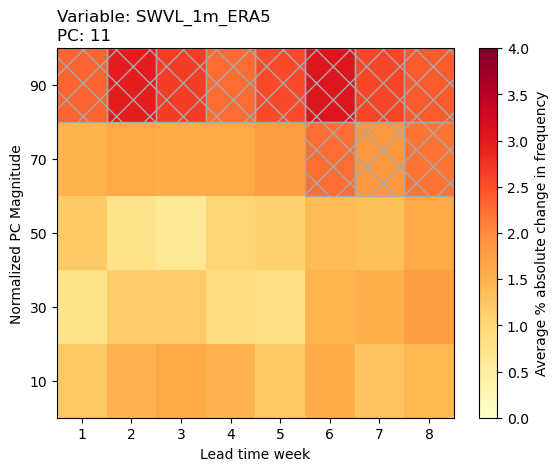 Variable: SWVL_1m_ERA5
PC: 11
90
70
50
30
10
Normalized PC Magnitude
1 2 3 4 5 6 7 8
Lead time week
4.0
3.5
3.0
2.5
2.0
1.5
1.0
0.5
0.0
Average % absolute change in frequency